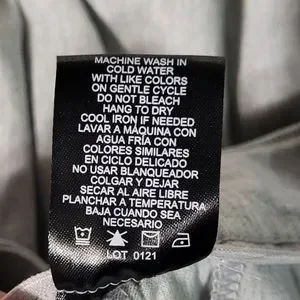 MACHINE WASH IN
COLD WATER
WITH LIKE COLORS
ON GENTLE CYCLE
DO NOT BLEACH
HANG TO DRY
COOL IRON IF NEEDED
LAVAR A MÁQUINA CON
AGUA FRÍA CON
COLORES SIMILARES
EN CICLO DELICADO
NO USAR BLANQUEADOR
COLGAR Y DEJAR
SECAR AL AIRE LIBRE
PLANCHAR A TEMPERATURA
BAJA CUANDO SEA
NECESARIO
LOT 0121